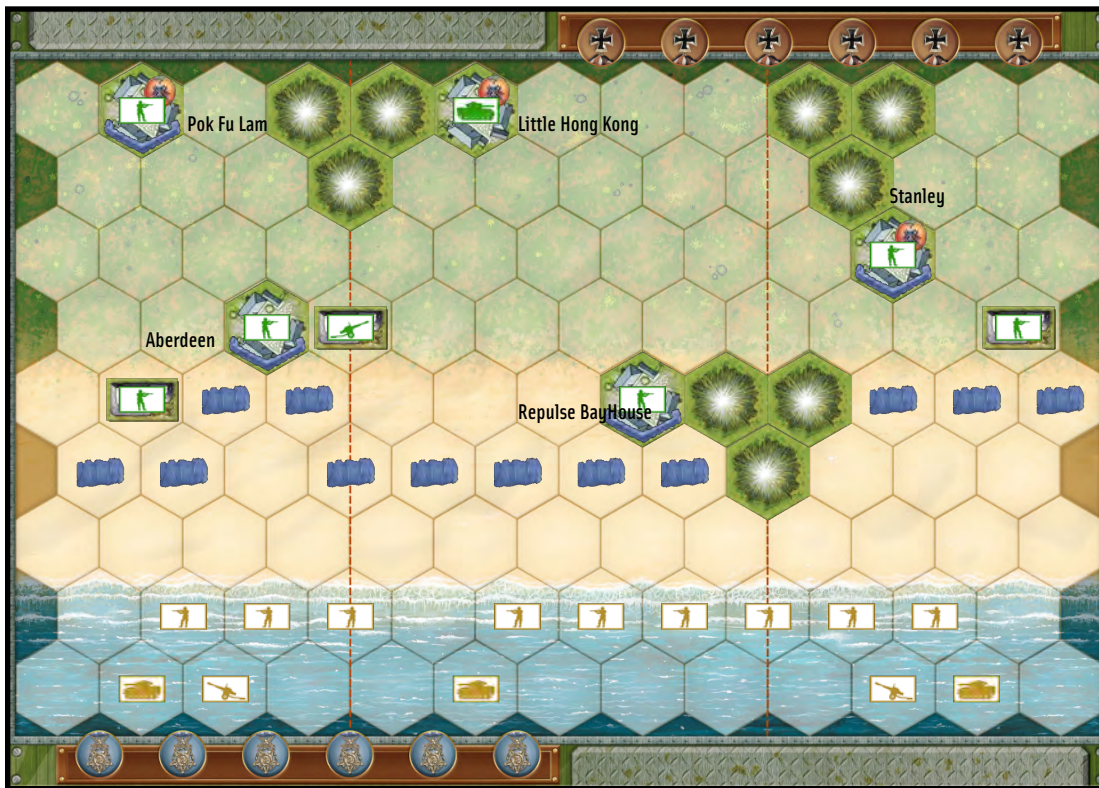 Pok Fu Lam
Little Hong Kong
Stanley
Aberdeen
Repulse BayHouse